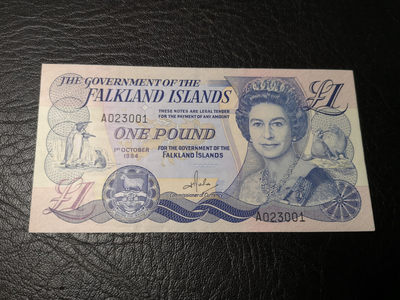 THE GOVERNMENT OF THE
FALKLAND ISLANDS
THESE NOTES ARE LEGAL TENDER
FOR THE PAYMENT OF ANY AMOUNT
£1
A023001
ONE POUND
1ST OCTOBER
1984
FOR THE GOVERNMENT OF THE
FALKLAND ISLANDS
£1
A023001